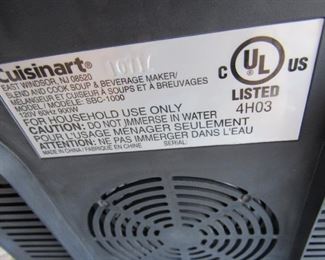 Cuisinart®
EAST WINDSOR, NJ 08520
BLEND AND COOK SOUP & BEVERAGE MAKER/
MÉLANGEUR ET CUISEUR À SOUPES ET À BREUVAGES
MODEL / MODÈLE: SBC-1000
120V 60Hz 900W
FOR HOUSEHOLD USE ONLY
CAUTION: DO NOT IMMERSE IN WATER
POUR L'USAGE MENAGER SEULEMENT
ATTENTION: NE PAS IMMERGER DANS L'EAU
MADE IN CHINA / FABRIQUÉ EN CHINE SERIAL:
C UL US
LISTED
4H03